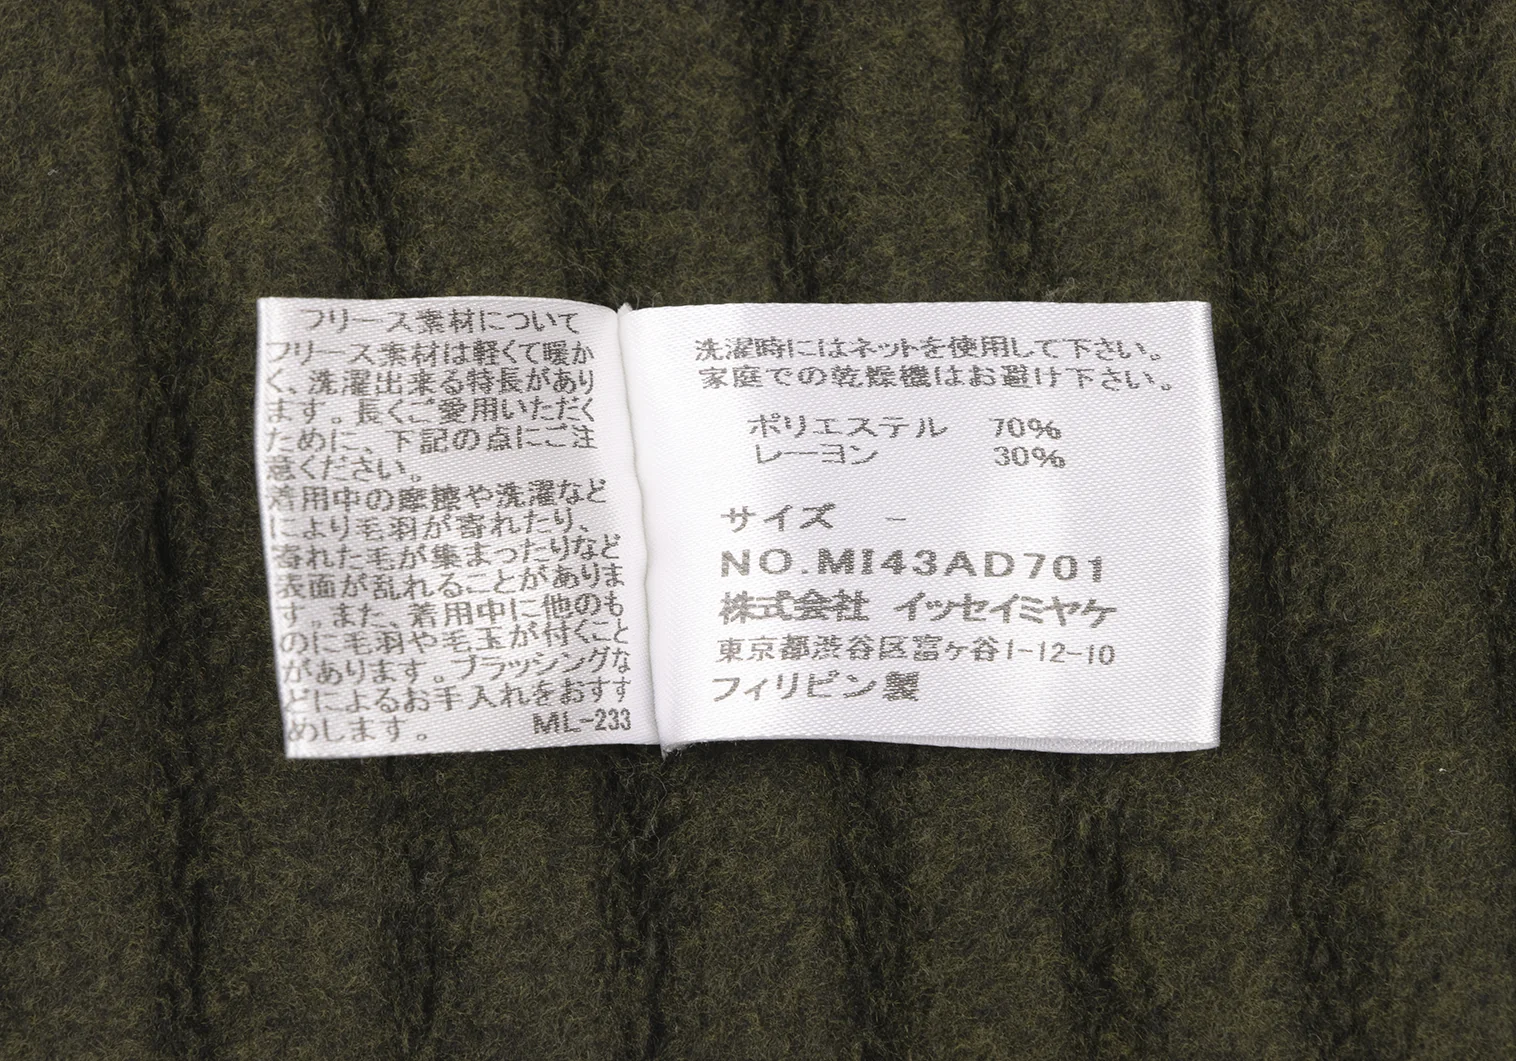 フリース素材について
フリース素材は軽くて暖か
く、洗濯出来る特長があり
ます。長くご愛用いただく
ために、下記の点にご注
意ください。
着用中の摩擦や洗濯など
により毛羽が寄れたり、
寄れた毛が集まったりなど
表面が乱れることがありま
す。また、着用中に他のも
のに毛羽や毛玉が付くこと
があります。ブラッシングな
どによるお手入れをおすす
めします。
ML-233
洗濯時にはネットを使用して下さい。
家庭での乾燥機はお避け下さい。
ポリエステル 70%
レーヨン 30%
サイズ -
NO.MI43AD701
株式会社 イッセイミヤケ
東京都渋谷区富ヶ谷1-12-10
フィリピン製